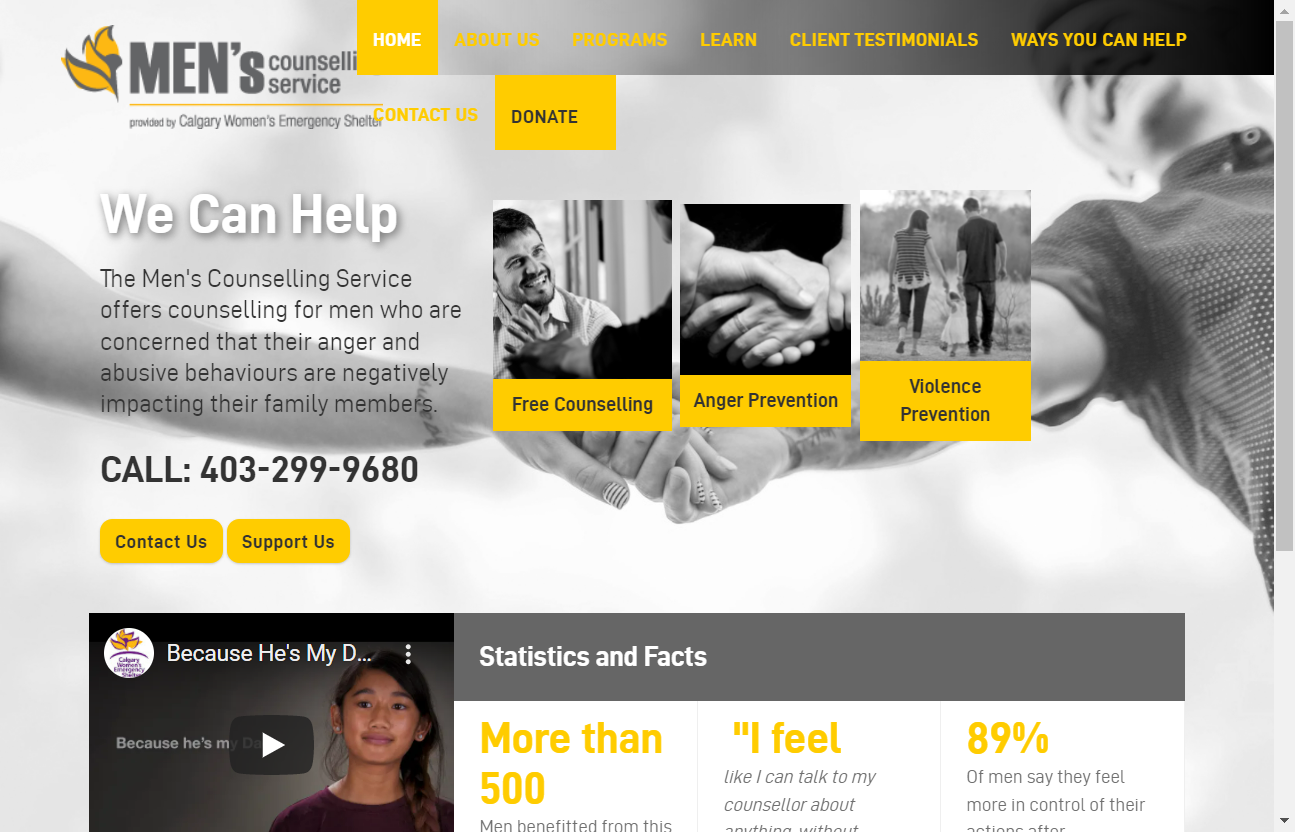 MEN's counselling service
provided by Calgary Women's Emergency Shelter
HOME
ABOUT US
PROGRAMS
LEARN
CLIENT TESTIMONIALS
WAYS YOU CAN HELP
CONTACT US
DONATE
We Can Help
The Men's Counselling Service
offers counselling for men who are
concerned that their anger and
abusive behaviours are negatively
impacting their family members.
CALL: 403-299-9680
Contact Us
Support Us
Free Counselling
Anger Prevention
Violence
Prevention
Calgary
Women's
Emergency
Shelter
Because He's My D...
Because he's my Da
Statistics and Facts
More than
500
Men benefitted from this
"I feel
like I can talk to my
counsellor about
anything, without
89%
Of men say they feel
more in control of their
actions after